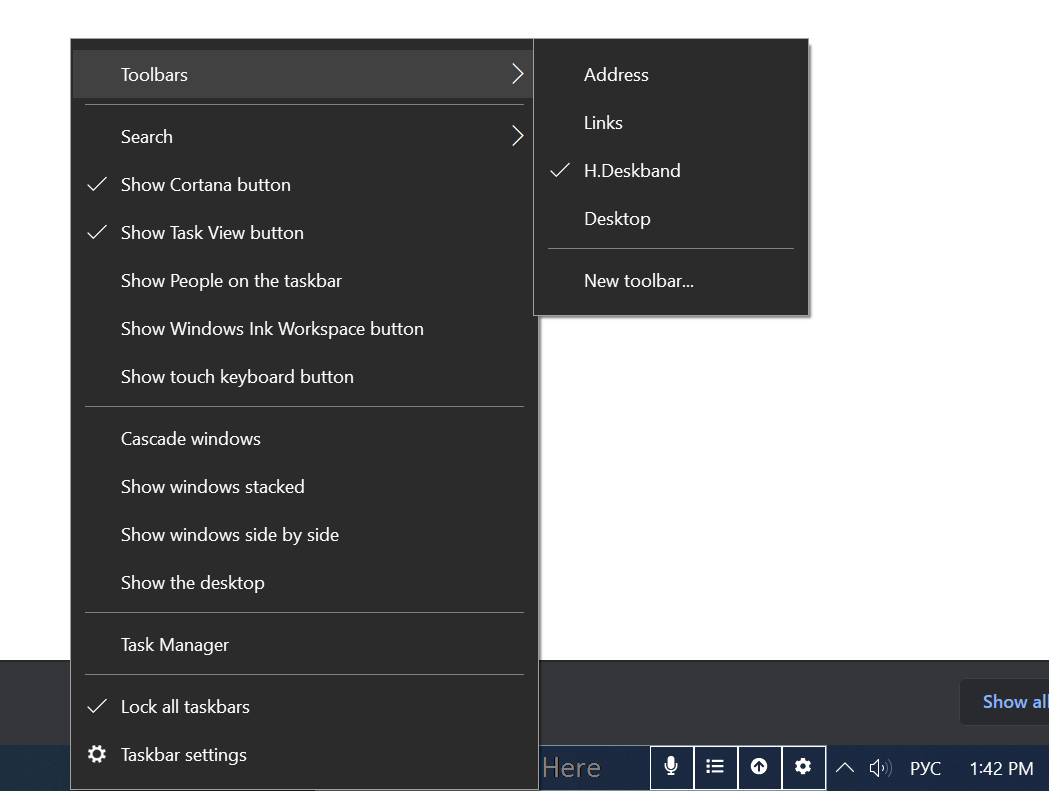 Toolbars
Search
Show Cortana button
Show Task View button
Show People on the taskbar
Show Windows Ink Workspace button
Show touch keyboard button
Cascade windows
Show windows stacked
Show windows side by side
Show the desktop
Task Manager
Lock all taskbars
Taskbar settings
Address
Links
H.Deskband
Desktop
New toolbar...
Show all
Here
РУС
1:42 PM